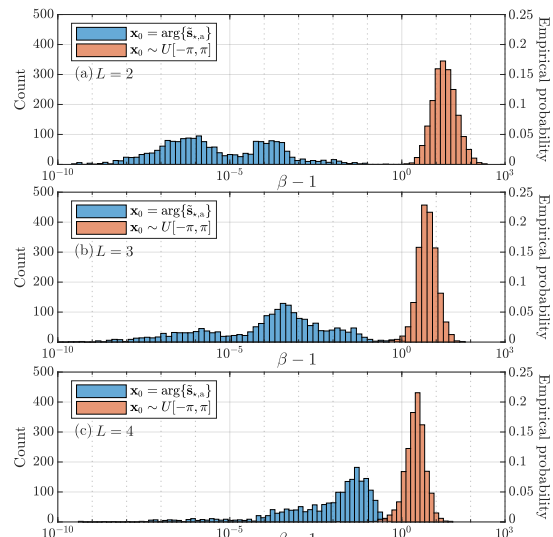 500
400
300
200
100
0
Count
x₀ = arg{s̃⋆,a}
x₀ ∼ U[−π, π]
(a) L = 2
0.25
0.2
0.15
0.1
0.05
0
Empirical probability
10⁻¹⁰
10⁻⁵
10⁰
10³
β − 1
500
400
300
200
100
0
Count
x₀ = arg{s̃⋆,a}
x₀ ∼ U[−π, π]
(b) L = 3
0.25
0.2
0.15
0.1
0.05
0
Empirical probability
10⁻¹⁰
10⁻⁵
10⁰
10³
β − 1
500
400
300
200
100
0
Count
x₀ = arg{s̃⋆,a}
x₀ ∼ U[−π, π]
(c) L = 4
0.25
0.2
0.15
0.1
0.05
0
Empirical probability
10⁻¹⁰
10⁻⁵
10⁰
10³
β − 1